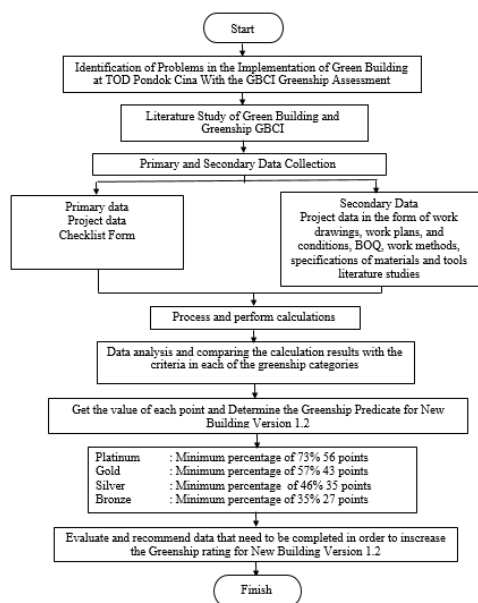 Start
Identification of Problems in the Implementation of Green Building
at TOD Pondok Cina With the GBCI Greenship Assessment
Literature Study of Green Building and
Greenship GBCI
Primary and Secondary Data Collection
Primary data
Project data
Checklist Form
Secondary Data
Project data in the form of work
drawings, work plans, and
conditions, BOQ, work methods,
specifications of materials and tools
literature studies
Process and perform calculations
Data analysis and comparing the calculation results with the
criteria in each of the greenship categories
Get the value of each point and Determine the Greenship Predicate for New
Building Version 1.2
Platinum : Minimum percentage of 73% 56 points
Gold : Minimum percentage of 57% 43 points
Silver : Minimum percentage of 46% 35 points
Bronze : Minimum percentage of 35% 27 points
Evaluate and recommend data that need to be completed in order to inscrease
the Greenship rating for New Building Version 1.2
Finish